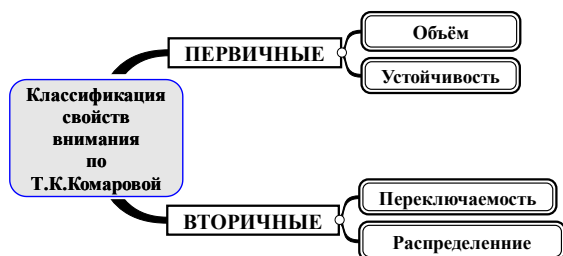 Классификация
свойств
внимания
по
Т.К.Комаровой
ПЕРВИЧНЫЕ
Объём
Устойчивость
ВТОРИЧНЫЕ
Переключаемость
Распределенние